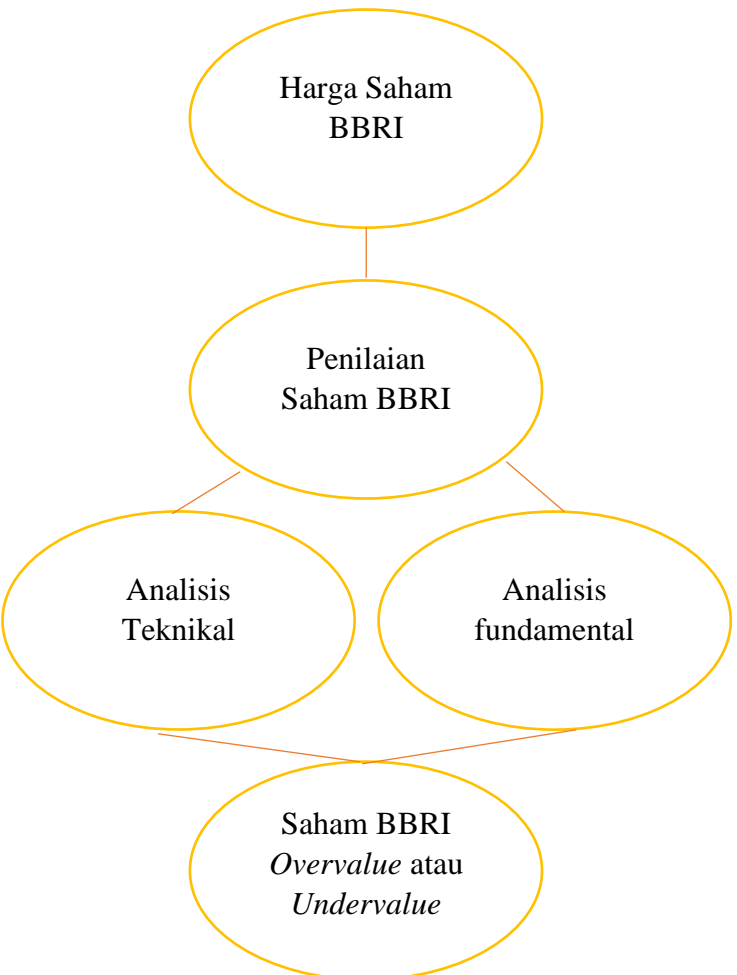 Harga Saham
BBRI
Penilaian
Saham BBRI
Analisis
Teknikal
Analisis
fundamental
Saham BBRI
Overvalue atau
Undervalue